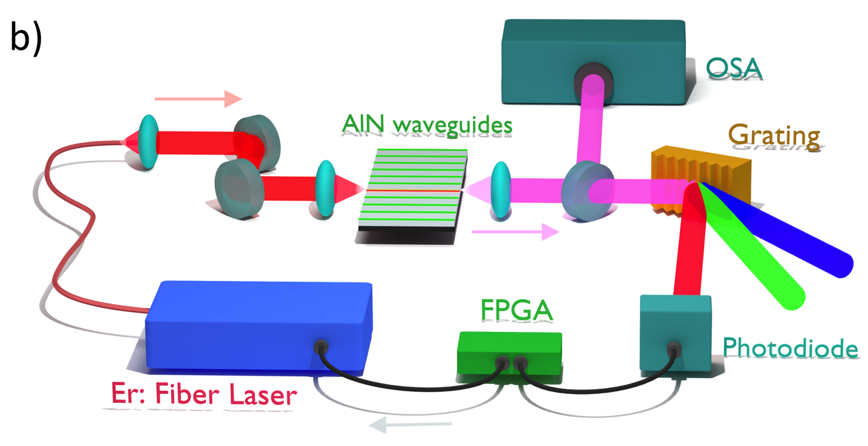 b)
OSA
AlN waveguides
Grating
FPGA
Photodiode
Er: Fiber Laser